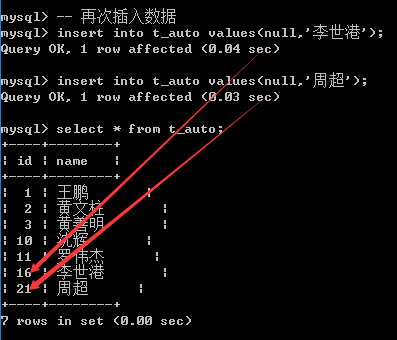 mysql> -- 再次插入数据
mysql> insert into t_auto values(null,'李世港');
Query OK, 1 row affected (0.04 sec)
mysql> insert into t_auto values(null,'周超');
Query OK, 1 row affected (0.03 sec)
mysql> select * from t_auto;
+----+--------+
| id | name   |
+----+--------+
|  1 | 王鹏       |
|  2 | 黄文柱       |
|  3 | 黄善明       |
| 10 | 沈辉       |
| 11 | 罗伟杰       |
| 16 | 李世港       |
| 21 | 周超       |
+----+--------+
7 rows in set (0.00 sec)